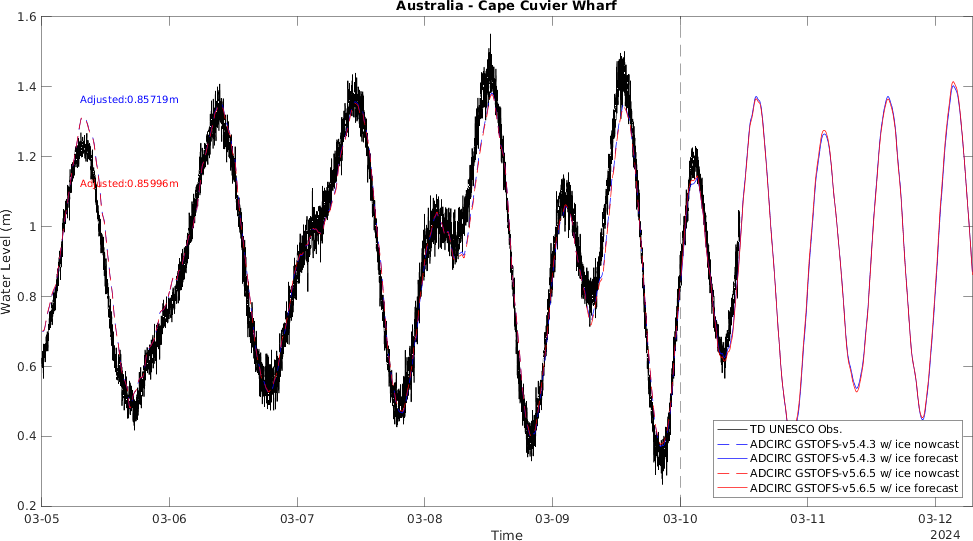 Australia - Cape Cuvier Wharf
1.6
1.4
1.2
1
0.8
0.6
0.4
0.2
Water Level (m)
Adjusted:0.85719m
Adjusted:0.85996m
TD UNESCO Obs.
ADCIRC GSTOFS-v5.4.3 w/ ice nowcast
ADCIRC GSTOFS-v5.4.3 w/ ice forecast
ADCIRC GSTOFS-v5.6.5 w/ ice nowcast
ADCIRC GSTOFS-v5.6.5 w/ ice forecast
03-05 03-06 03-07 03-08 03-09 03-10 03-11 03-12
2024
Time